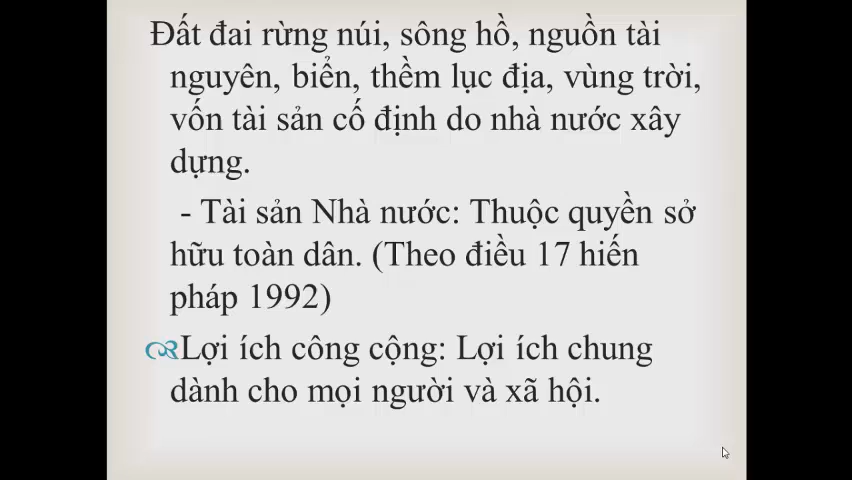 Đất đai rừng núi, sông hồ, nguồn tài
nguyên, biển, thềm lục địa, vùng trời,
vốn tài sản cố định do nhà nước xây
dựng.
- Tài sản Nhà nước: Thuộc quyền sở
hữu toàn dân. (Theo điều 17 hiến
pháp 1992)
Lợi ích công cộng: Lợi ích chung
dành cho mọi người và xã hội.